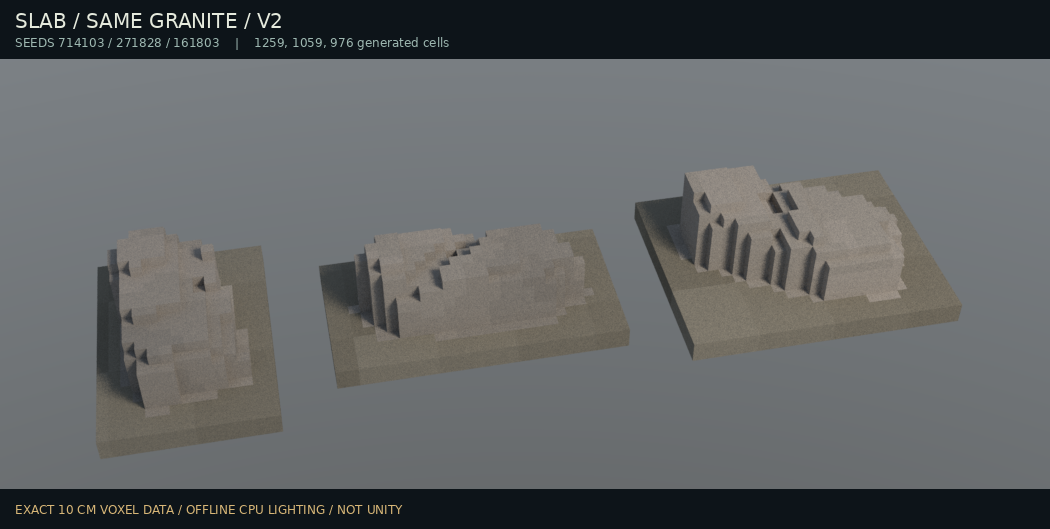 SLAB / SAME GRANITE / V2
SEEDS 714103 / 271828 / 161803 | 1259, 1059, 976 generated cells
EXACT 10 CM VOXEL DATA / OFFLINE CPU LIGHTING / NOT UNITY